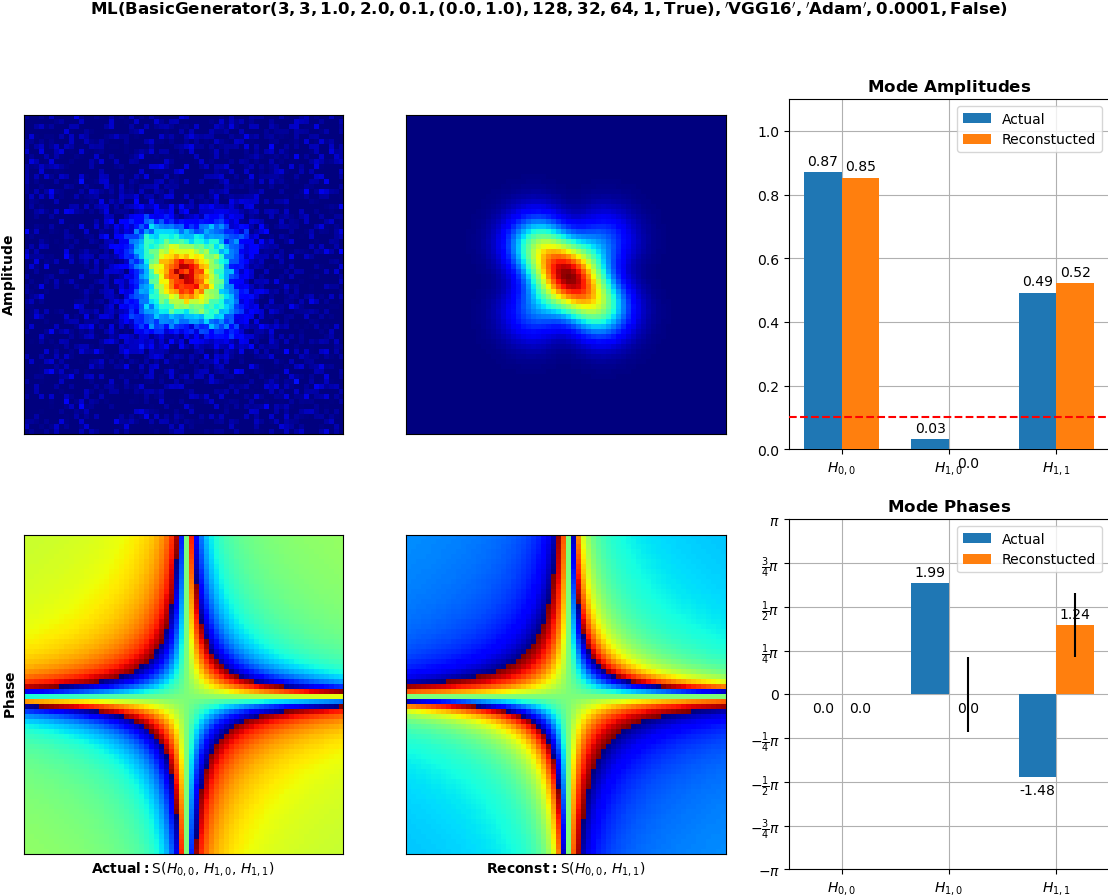 ML(BasicGenerator(3, 3, 1.0, 2.0, 0.1, (0.0, 1.0), 128, 32, 64, 1, True), ′VGG16′, ′Adam′, 0.0001, False)
Amplitude
Mode Amplitudes
Actual
Reconstucted
1.0
0.8
0.6
0.4
0.2
0.0
0.87
0.85
0.03
0.0
0.49
0.52
H0,0
H1,0
H1,1
Phase
Actual: S(H0,0, H1,0, H1,1)
Reconst: S(H0,0, H1,1)
Mode Phases
Actual
Reconstucted
π
3/4π
1/2π
1/4π
0
−1/4π
−1/2π
−3/4π
−π
0.0
0.0
1.99
0.0
-1.48
1.24
H0,0
H1,0
H1,1